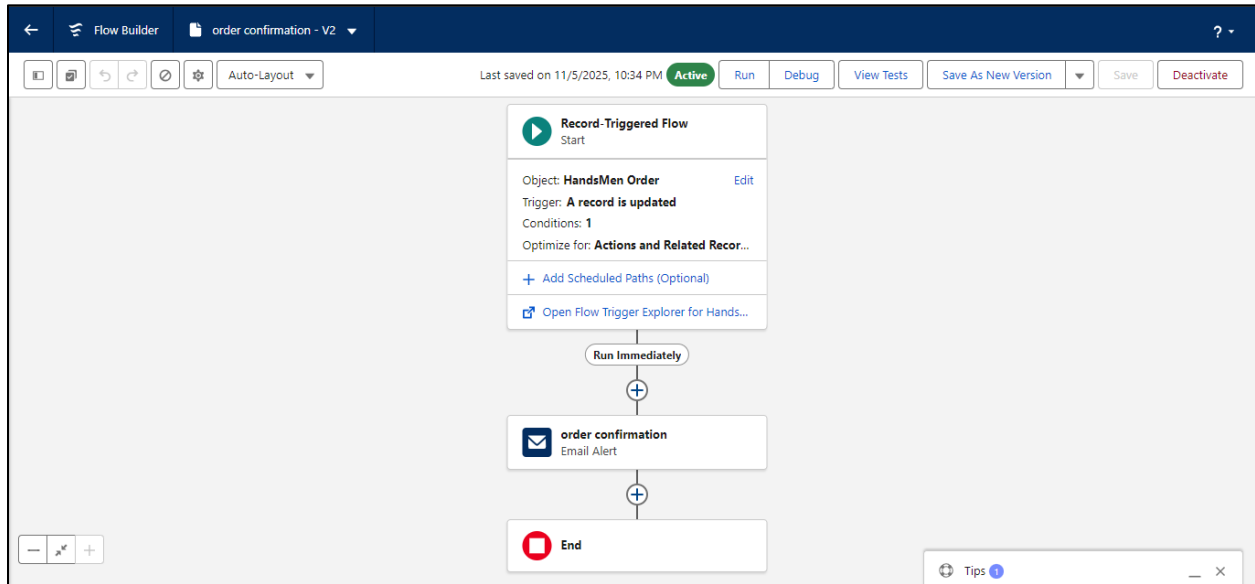 Flow Builder
order confirmation - V2
?
Auto-Layout
Last saved on 11/5/2025, 10:34 PM
Active
Run
Debug
View Tests
Save As New Version
Save
Deactivate
Record-Triggered Flow
Start
Object: HandsMen Order
Edit
Trigger: A record is updated
Conditions: 1
Optimize for: Actions and Related Recor...
+ Add Scheduled Paths (Optional)
Open Flow Trigger Explorer for Hands...
Run Immediately
order confirmation
Email Alert
End
Tips 1